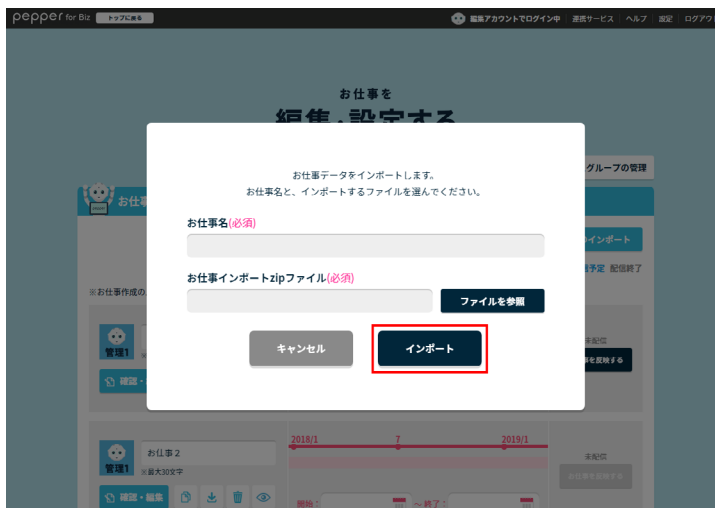 pepper for Biz トップに戻る 編集アカウントでログイン中 連携サービス ヘルプ 設定 ログアウ
お仕事を
編集・設定する
グループの管理
お仕事
お仕事データをインポートします。
お仕事名と、インポートするファイルを選んでください。
お仕事名(必須)
インポート
お仕事インポートzipファイル(必須)
予定 配信終了
※お仕事作成の
ファイルを参照
キャンセル インポート
未配信
管理1
を反映する
確認・
2018/1 7 2019/1
お仕事2
未配信
管理1 ※最大30文字
お仕事を反映する
確認・編集
開始: ～終了: